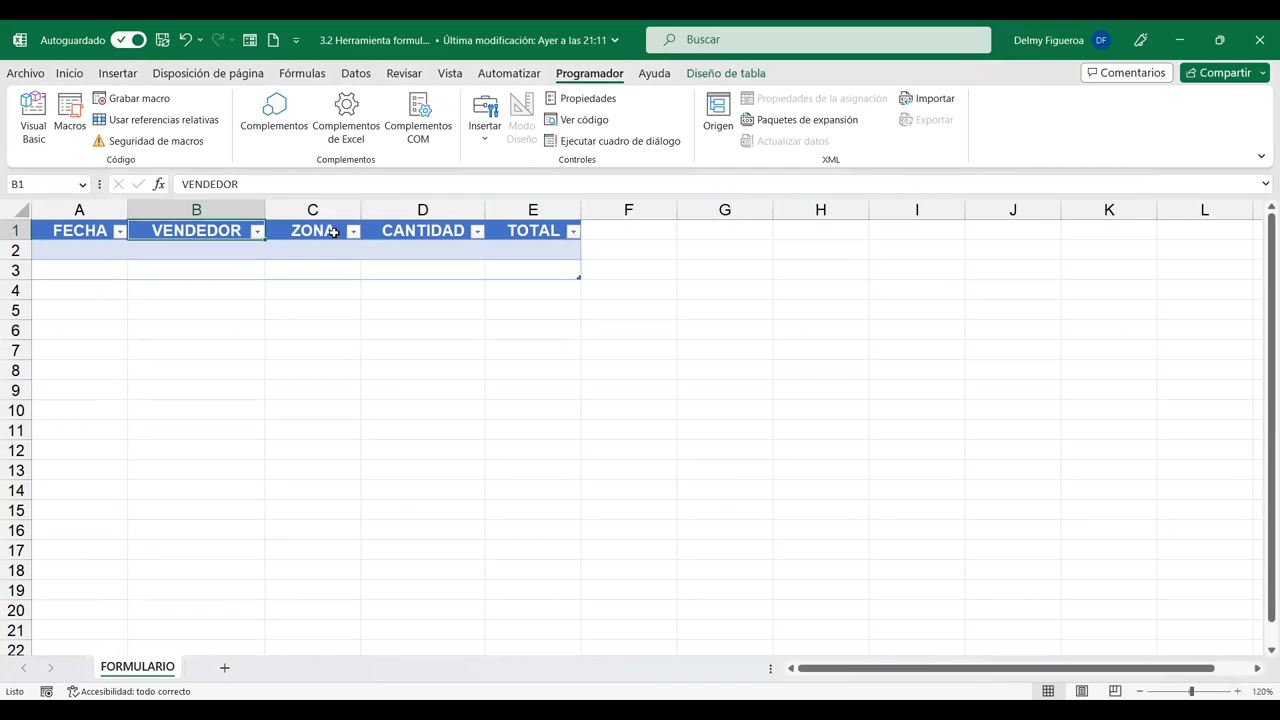 Autoguardado
3.2 Herramienta formul... • Última modificación: Ayer a las 21:11
Buscar
Delmy Figueroa DF
Archivo Inicio Insertar Disposición de página Fórmulas Datos Revisar Vista Automatizar Programador Ayuda Diseño de tabla
Comentarios Compartir
Visual Basic
Macros
Grabar macro
Usar referencias relativas
Seguridad de macros
Código
Complementos
Complementos de Excel
Complementos COM
Complementos
Insertar
Modo Diseño
Propiedades
Ver código
Ejecutar cuadro de diálogo
Controles
Origen
Propiedades de la asignación
Paquetes de expansión
Actualizar datos
Importar
Exportar
XML
B1 fx VENDEDOR
A B C D E F G H I J K L
1 FECHA VENDEDOR ZONA CANTIDAD TOTAL
2
3
4
5
6
7
8
9
10
11
12
13
14
15
16
17
18
19
20
21
22
FORMULARIO
Listo Accesibilidad: todo correcto 120%